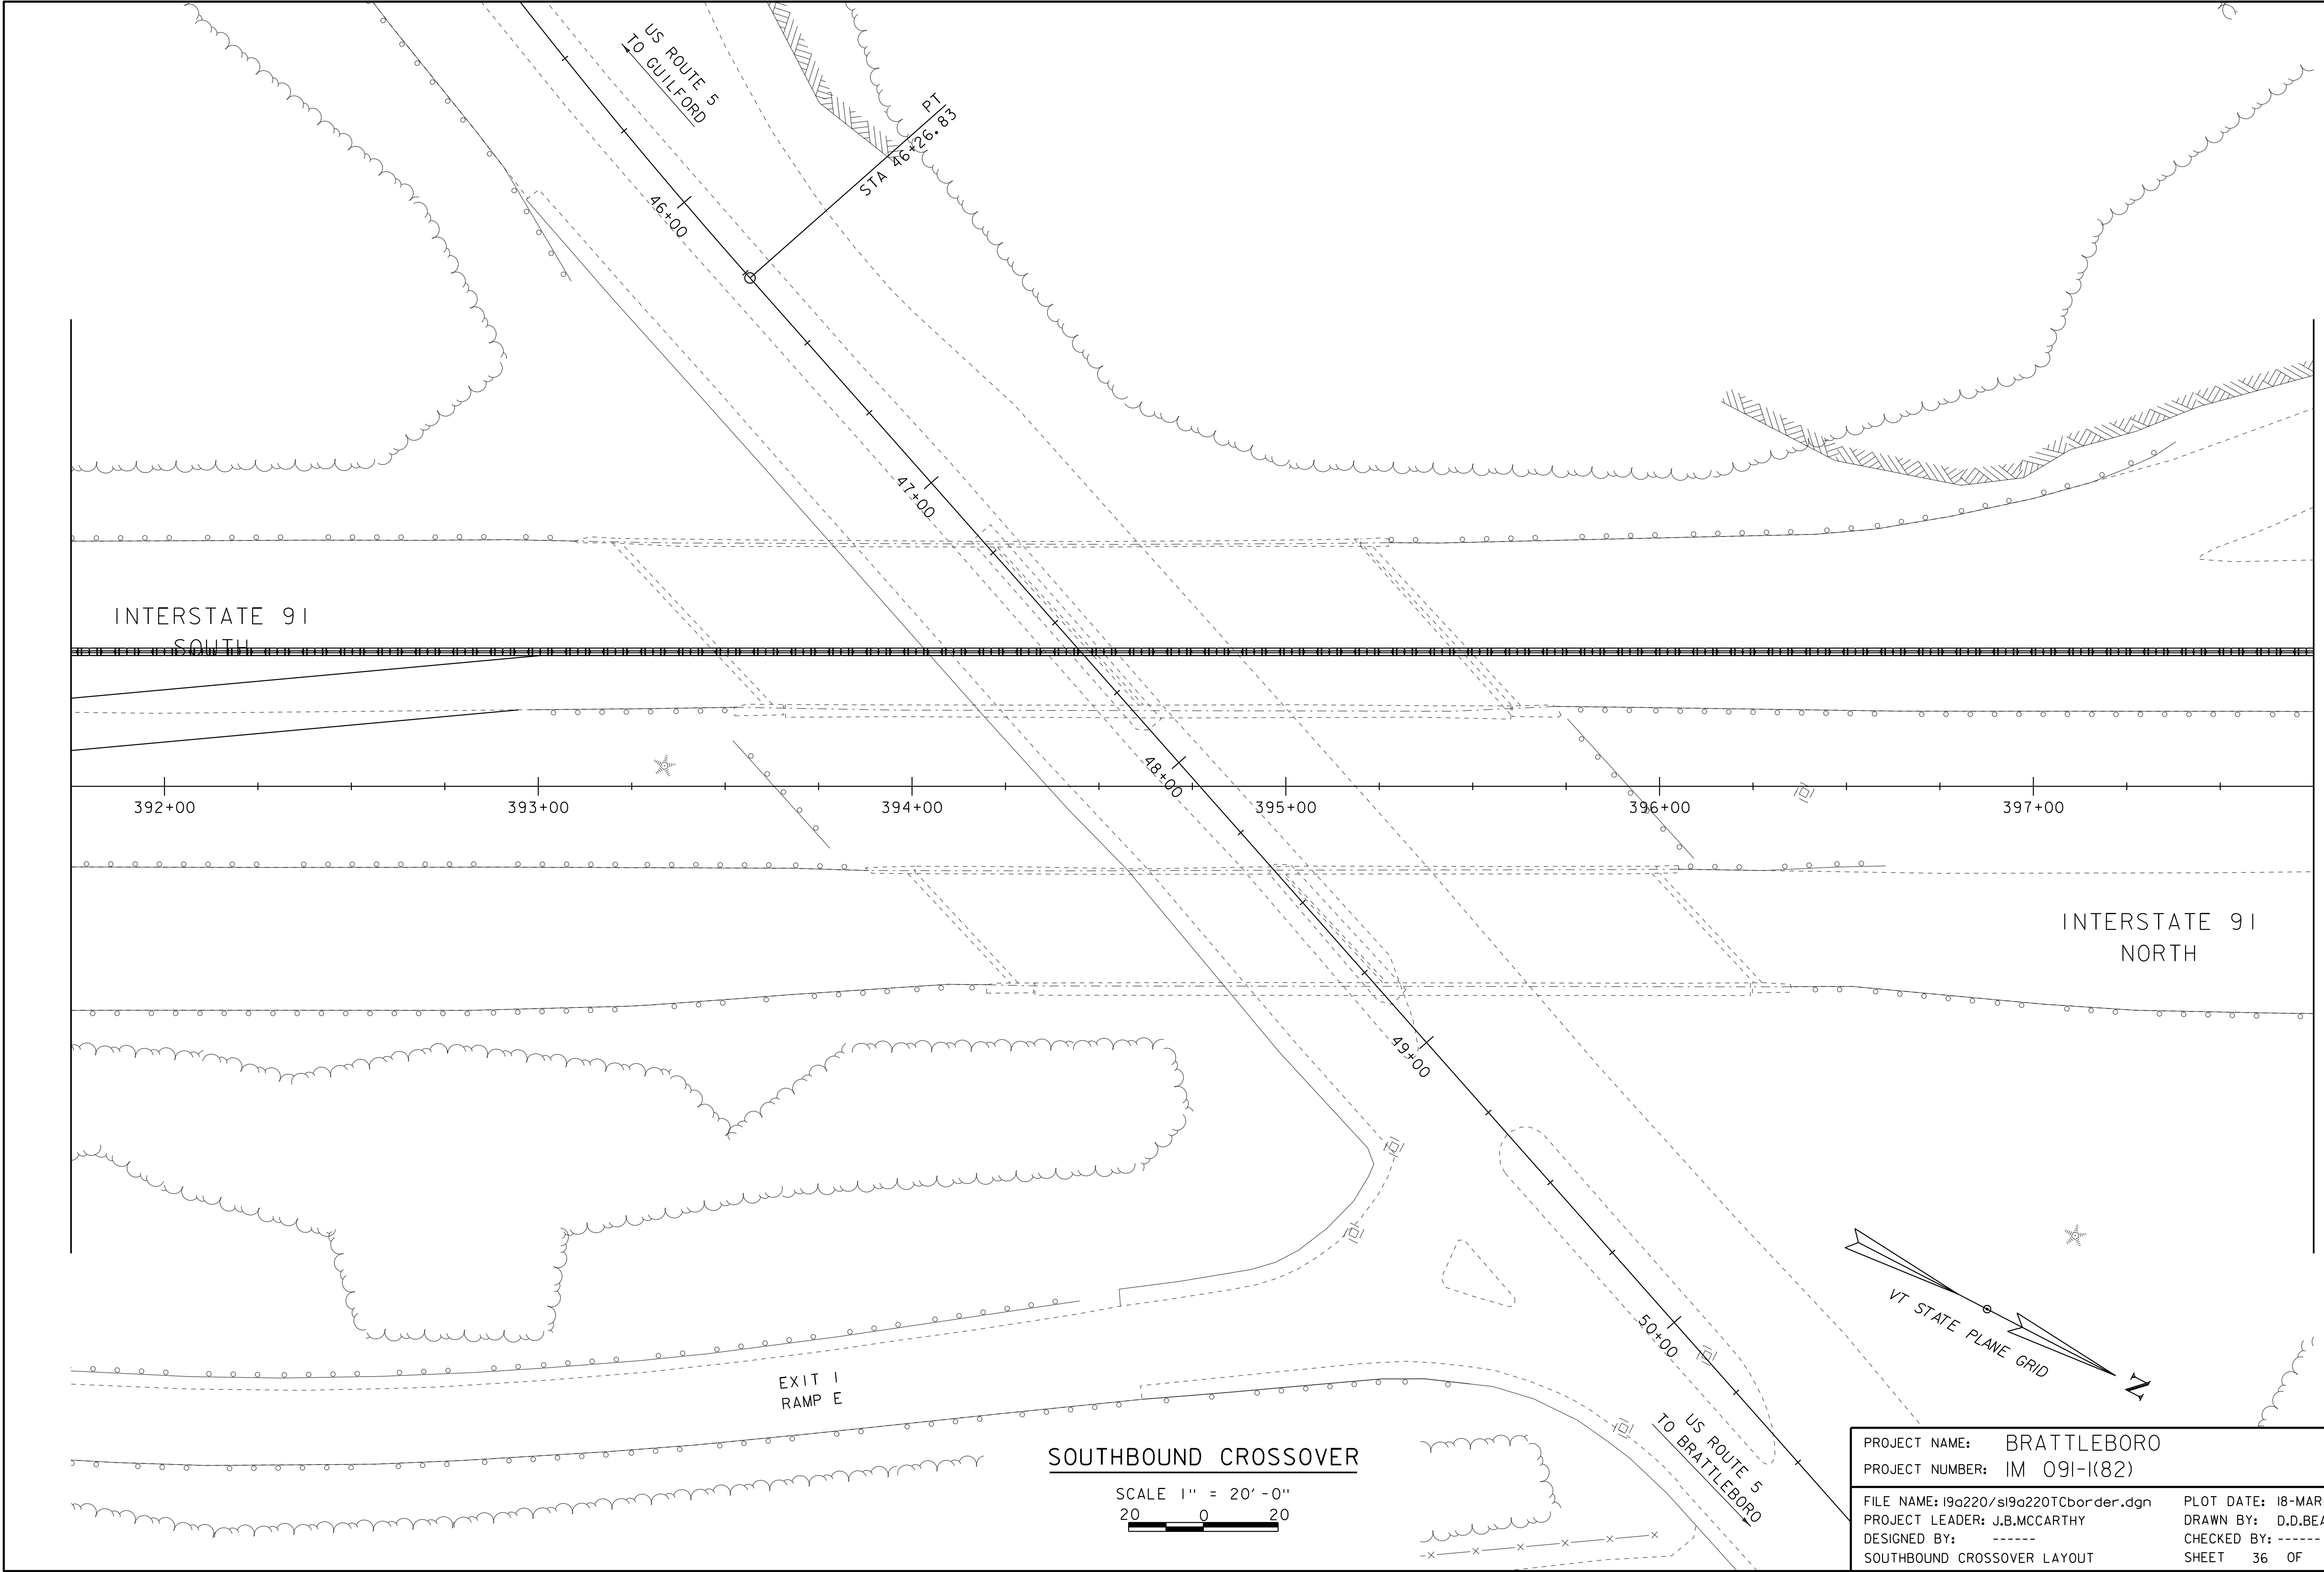 US ROUTE 5
TO GUILFORD
PT
STA 46+26.83
46+00
47+00
INTERSTATE 91
SOUTH
48+00
392+00
393+00
394+00
395+00
396+00
397+00
INTERSTATE 91
NORTH
49+00
50+00
VT STATE PLANE GRID
N
EXIT 1
RAMP E
US ROUTE 5
TO BRATTLEBORO
SOUTHBOUND CROSSOVER
SCALE 1" = 20'-0"
20 0 20
PROJECT NAME: BRATTLEBORO
PROJECT NUMBER: IM 091-1(82)
FILE NAME: 19a220/s19a220TCborder.dgn
PLOT DATE: 18-MAR
PROJECT LEADER: J.B.MCCARTHY
DRAWN BY: D.D.BEA
DESIGNED BY: ------
CHECKED BY: ------
SOUTHBOUND CROSSOVER LAYOUT
SHEET 36 OF